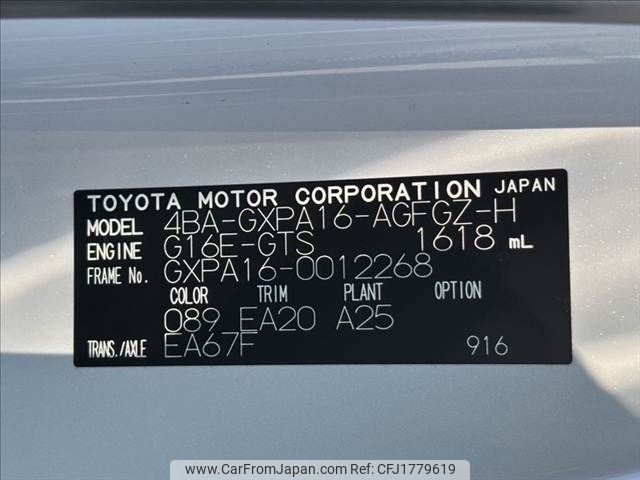 TOYOTA MOTOR CORPORATION JAPAN
MODEL 4BA-GXPA16-AGFGZ-H
ENGINE G16E-GTS 1618 mL
FRAME No. GXPA16-0012268
COLOR TRIM PLANT OPTION
089 EA20 A25
TRANS./AXLE EA67F 916
www.CarFromJapan.com - CFJ1779619